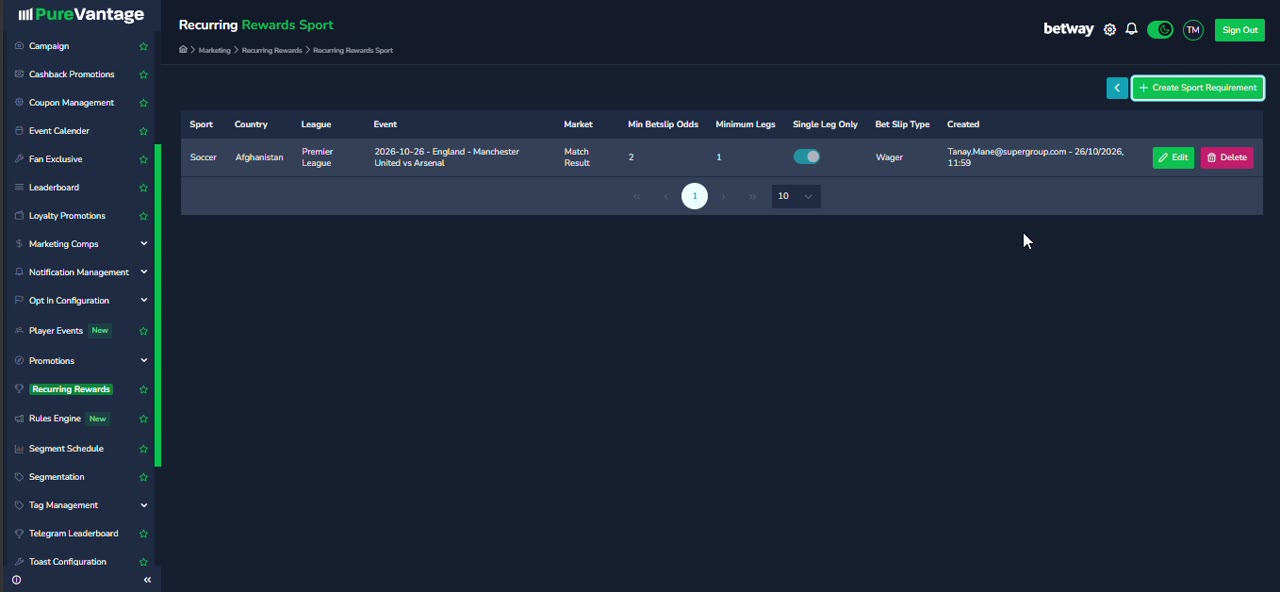 PureVantage
Campaign
Cashback Promotions
Coupon Management
Event Calender
Fan Exclusive
Leaderboard
Loyalty Promotions
Marketing Comps
Notification Management
Opt In Configuration
Player Events New
Promotions
Recurring Rewards
Rules Engine New
Segment Schedule
Segmentation
Tag Management
Telegram Leaderboard
Toast Configuration
Recurring Rewards Sport
Marketing > Recurring Rewards > Recurring Rewards Sport
betway TM Sign Out
+ Create Sport Requirement
Sport Country League Event Market Min Betslip Odds Minimum Legs Single Leg Only Bet Slip Type Created
Soccer Afghanistan Premier League 2026-10-26 - England - Manchester United vs Arsenal Match Result 2 1 Wager Tanay.Mane@supergroup.com - 26/10/2026, 11:59 Edit Delete
« ‹ 1 › » 10